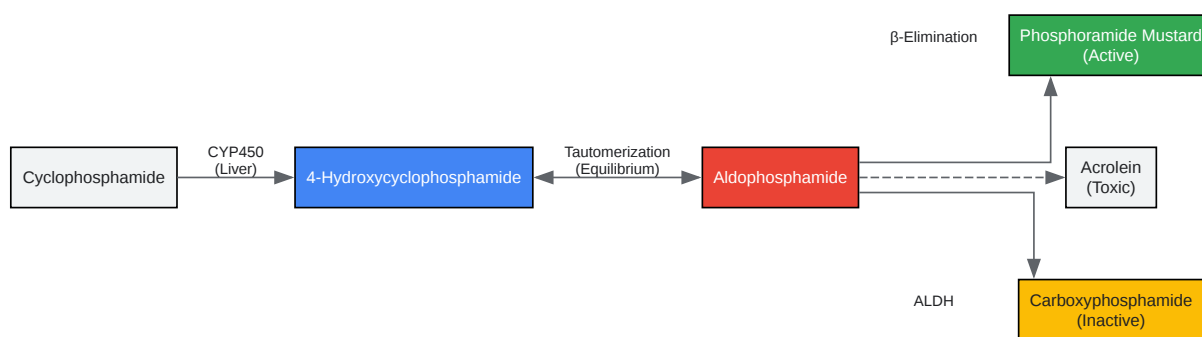 β-Elimination
Phosphoramide Mustard
(Active)
Cyclophosphamide
CYP450
(Liver)
4-Hydroxycyclophosphamide
Tautomerization
(Equilibrium)
Aldophosphamide
Acrolein
(Toxic)
ALDH
Carboxyphosphamide
(Inactive)